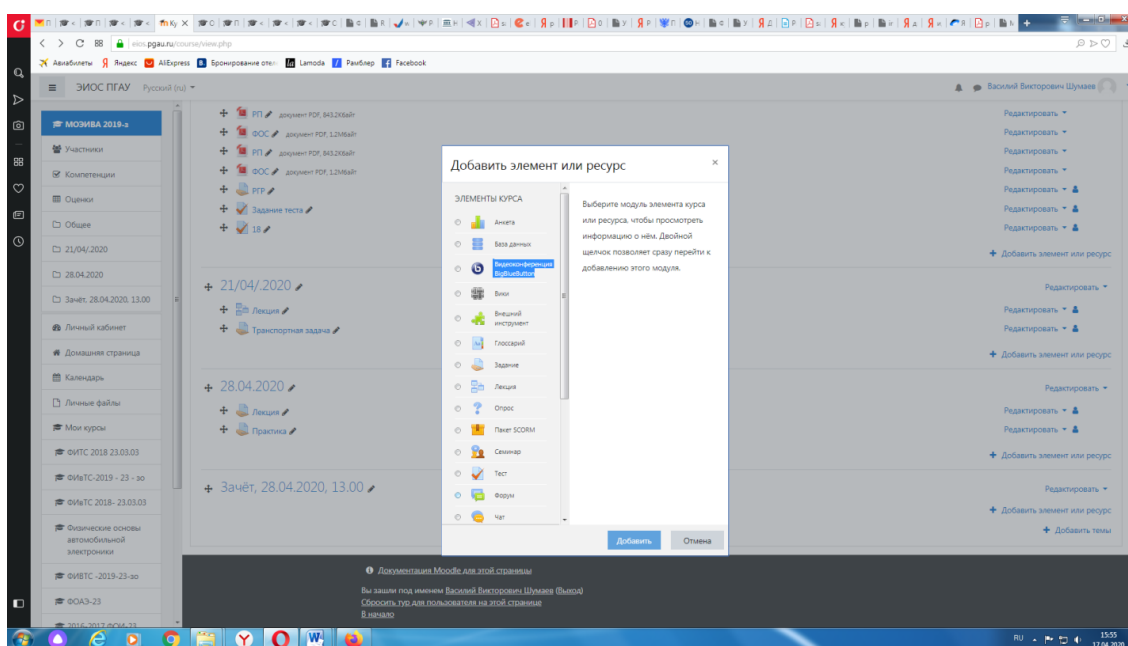 eios.pgau.ru/course/view.php
Авиабилеты Яндекс AliExpress Бронирование отел Lamoda Рамблер Facebook
ЭИОС ПГАУ Русский (ru)
Василий Викторович Шумаев
МОЭИВА 2019-а
Участники
Компетенции
Оценки
Общее
21/04/.2020
28.04.2020
Зачёт, 28.04.2020, 13.00
Личный кабинет
Домашняя страница
Календарь
Личные файлы
Мои курсы
ФИТС 2018 23.03.03
ФИвТС-2019 - 23 - зо
ФИвТС 2018- 23.03.03
Физические основы
автомобильной
электроники
ФИВТС -2019-23-зо
ФОАЭ-23
РП документ PDF, 843.2Кбайт
Редактировать
ФОС документ PDF, 1.2Мбайт
Редактировать
РП документ PDF, 843.2Кбайт
Редактировать
ФОС документ PDF, 1.2Мбайт
Редактировать
РГР
Редактировать
Задание теста
Редактировать
18
Редактировать
Добавить элемент или ресурс
21/04/.2020
Редактировать
Лекция
Редактировать
Транспортная задача
Редактировать
Добавить элемент или ресурс
28.04.2020
Редактировать
Лекция
Редактировать
Практика
Редактировать
Добавить элемент или ресурс
Зачёт, 28.04.2020, 13.00
Редактировать
Добавить элемент или ресурс
Добавить темы
Добавить элемент или ресурс
×
ЭЛЕМЕНТЫ КУРСА
Анкета
База данных
Видеоконференция
BigBlueButton
Вики
Внешний
инструмент
Глоссарий
Задание
Лекция
Опрос
Пакет SCORM
Семинар
Тест
Форум
Чат
Выберите модуль элемента курса
или ресурса, чтобы просмотреть
информацию о нём. Двойной
щелчок позволяет сразу перейти к
добавлению этого модуля.
Добавить Отмена
Документация Moodle для этой страницы
Вы зашли под именем Василий Викторович Шумаев (Выход)
Сбросить тур для пользователя на этой странице
В начало
RU
15:55
17.04.2020